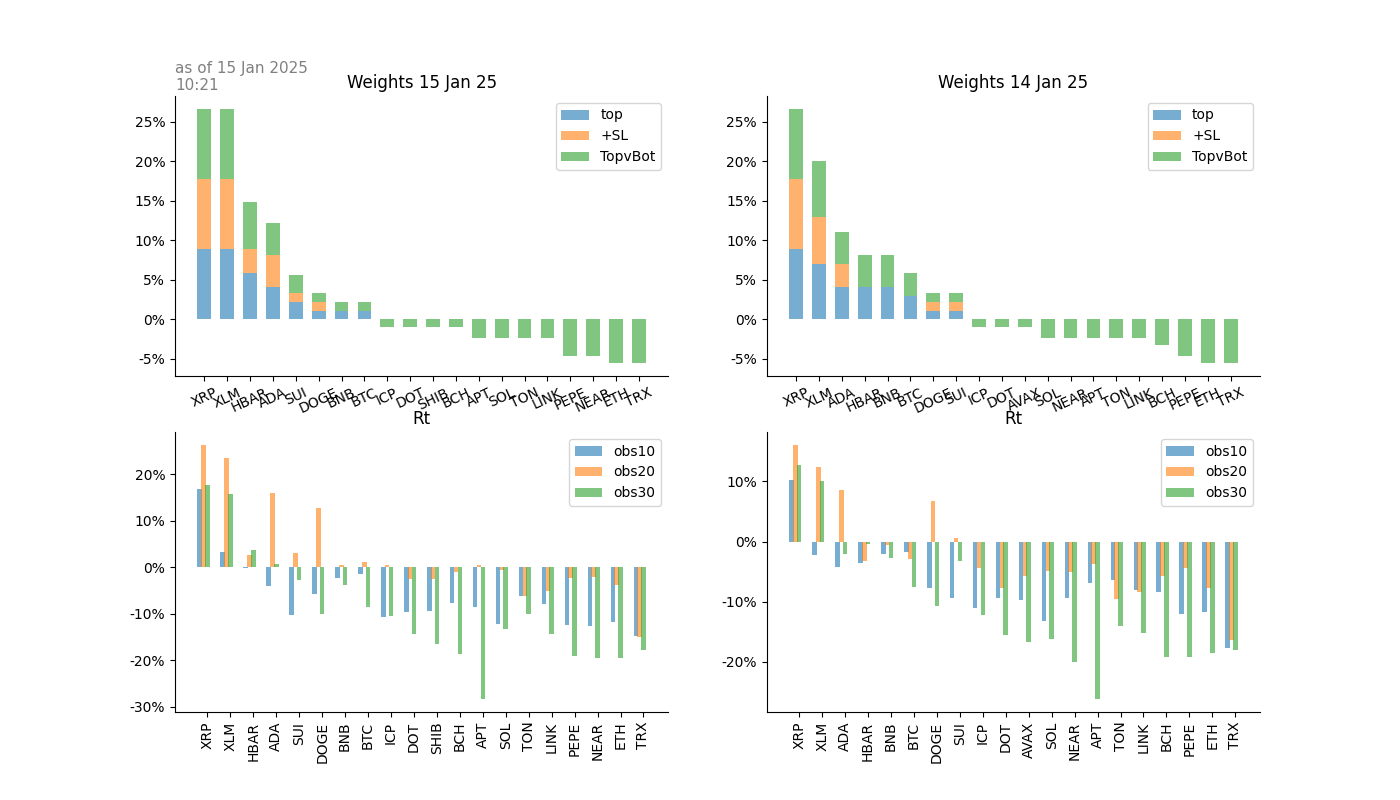 as of 15 Jan 2025
10:21
Weights 15 Jan 25
25%
20%
15%
10%
5%
0%
-5%
top
+SL
TopvBot
XRP XLM HBAR ADA SUI DOGE BNB BTC ICP DOT SHIB BCH APT SOL TON LINK PEPE NEAR ETH TRX
Weights 14 Jan 25
25%
20%
15%
10%
5%
0%
-5%
top
+SL
TopvBot
XRP XLM ADA HBAR BNB BTC DOGE SUI ICP DOT AVAX SOL NEAR APT TON LINK BCH PEPE ETH TRX
Rt
20%
10%
0%
-10%
-20%
-30%
obs10
obs20
obs30
XRP XLM HBAR ADA SUI DOGE BNB BTC ICP DOT SHIB BCH APT SOL TON LINK PEPE NEAR ETH TRX
Rt
10%
0%
-10%
-20%
obs10
obs20
obs30
XRP XLM ADA HBAR BNB BTC DOGE SUI ICP DOT AVAX SOL NEAR APT TON LINK BCH PEPE ETH TRX